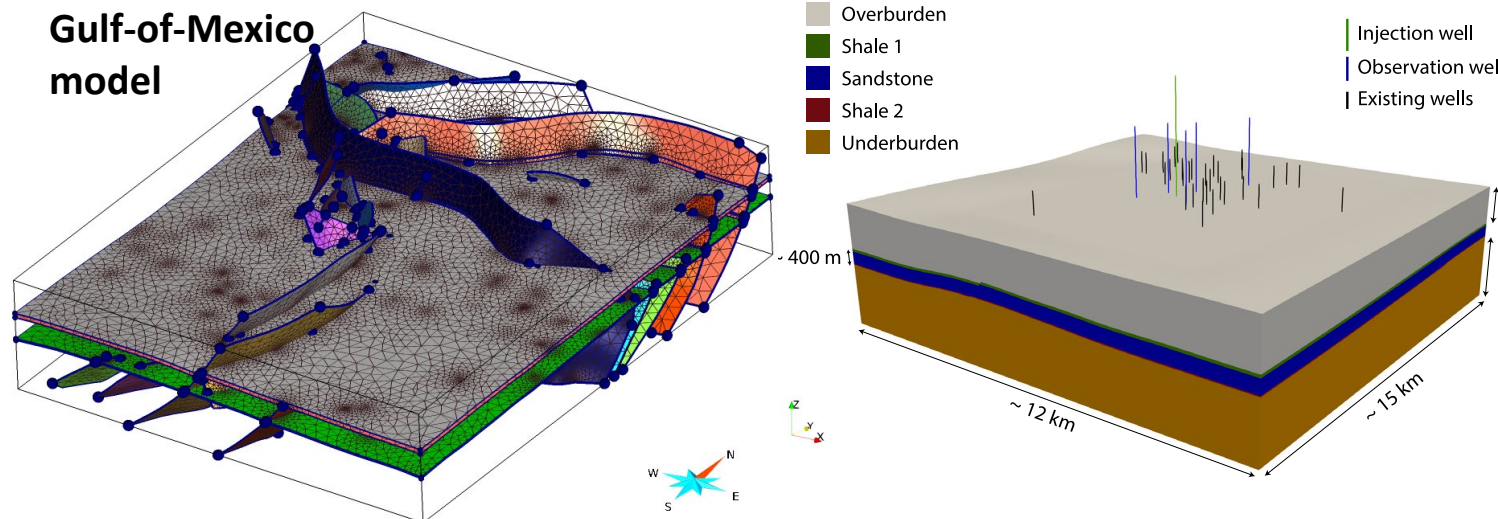 Gulf-of-Mexico
model
Overburden
Shale 1
Sandstone
Shale 2
Underburden
Injection well
Observation wel
Existing wells
~ 400 m
~ 12 km
~ 15 km
Z
Y
X
N
W
E
S